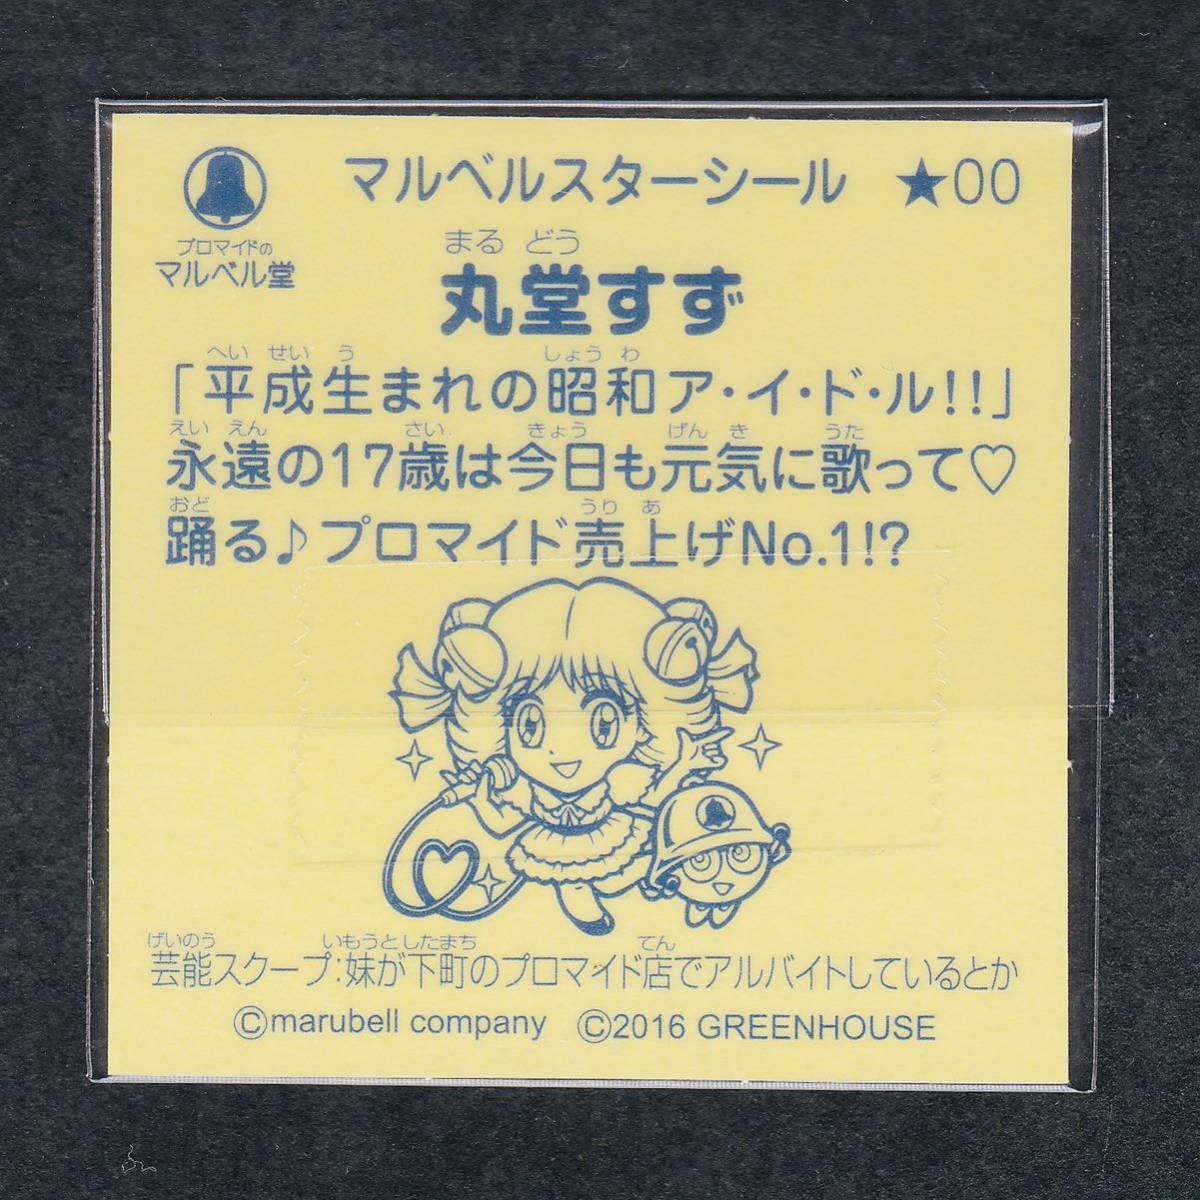 マルベルスターシール ★00
プロマイドの
マルベル堂
まる どう
丸堂すず
へい せい う しょう わ
「平成生まれの昭和ア・イ・ド・ル!!」
えい えん さい きょう げん き うた
永遠の17歳は今日も元気に歌って♡
おど うり あ
踊る♪プロマイド売上げNo.1!?
げいのう いもうと したまち てん
芸能スクープ:妹が下町のプロマイド店でアルバイトしているとか
©marubell company ©2016 GREENHOUSE